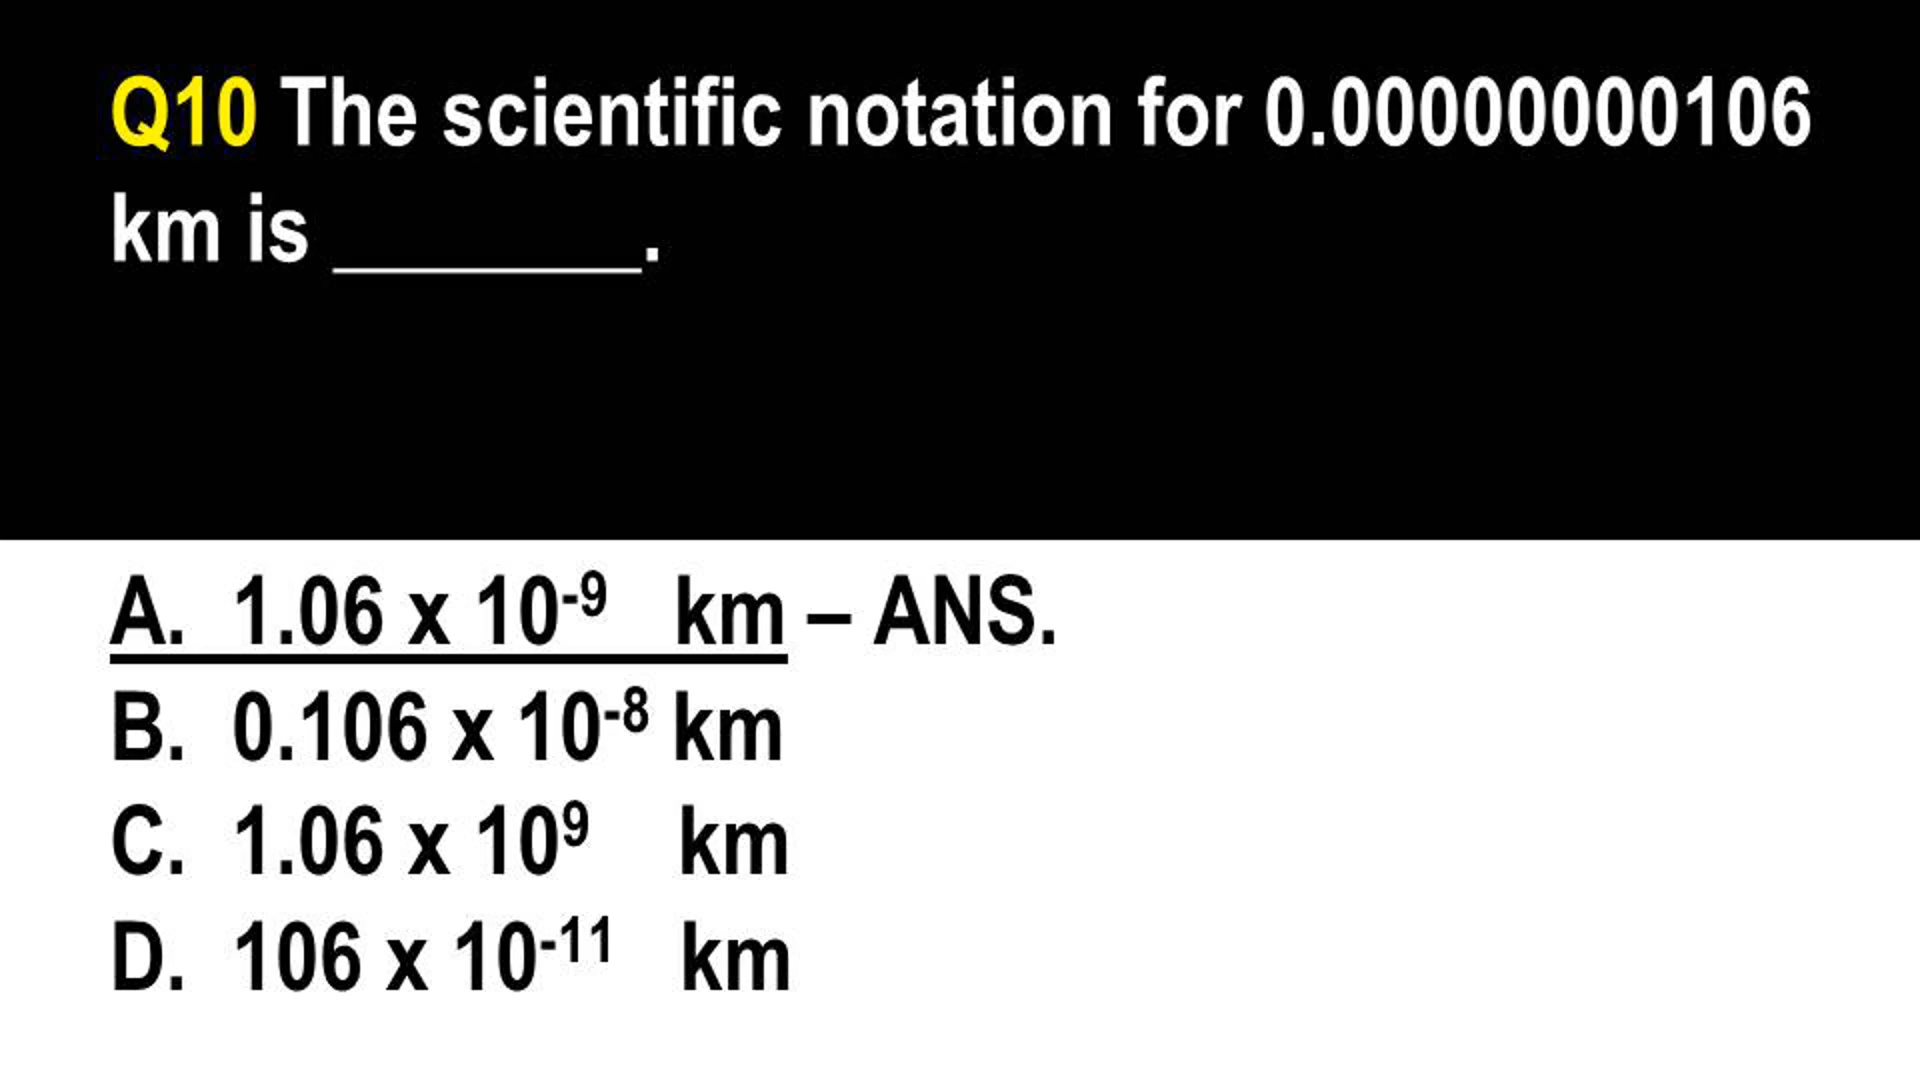 Q10 The scientific notation for 0.00000000106
km is _______.
A. 1.06 x 10⁻⁹ km – ANS.
B. 0.106 x 10⁻⁸ km
C. 1.06 x 10⁹ km
D. 106 x 10⁻¹¹ km